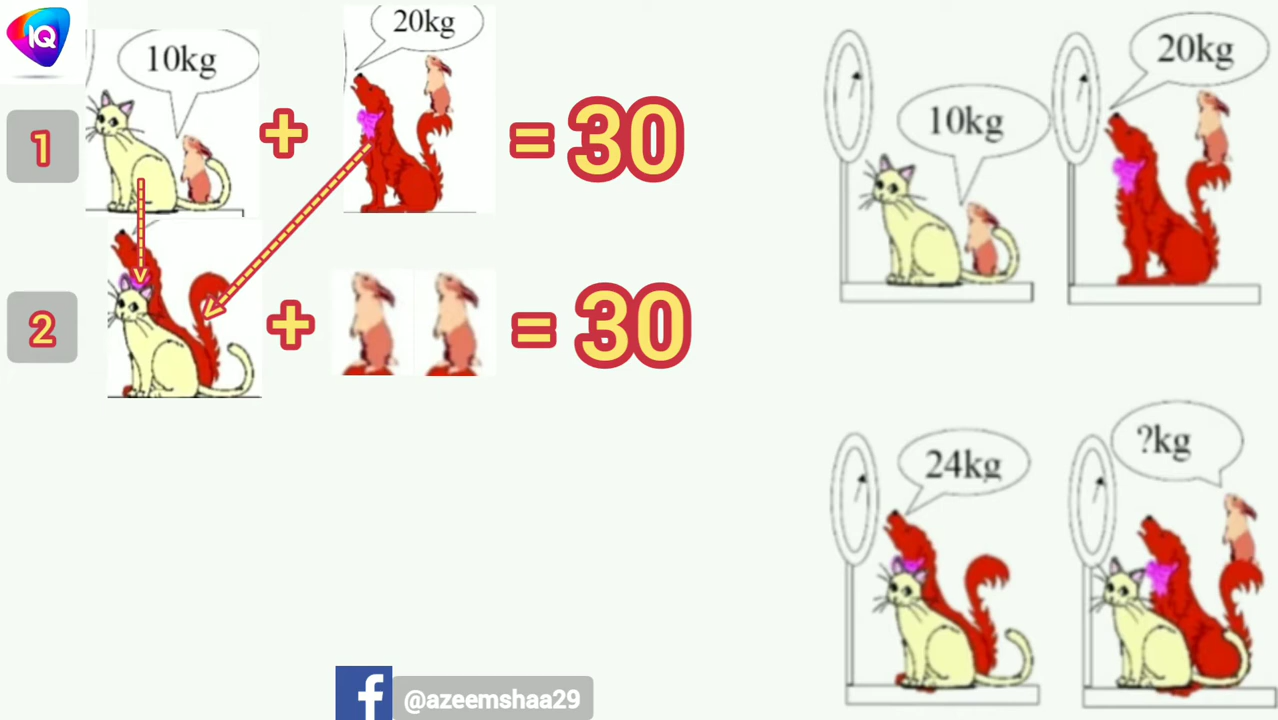 IQ
10kg
20kg
1
+
= 30
2
+
= 30
10kg
20kg
24kg
?kg
f @azeemshaa29